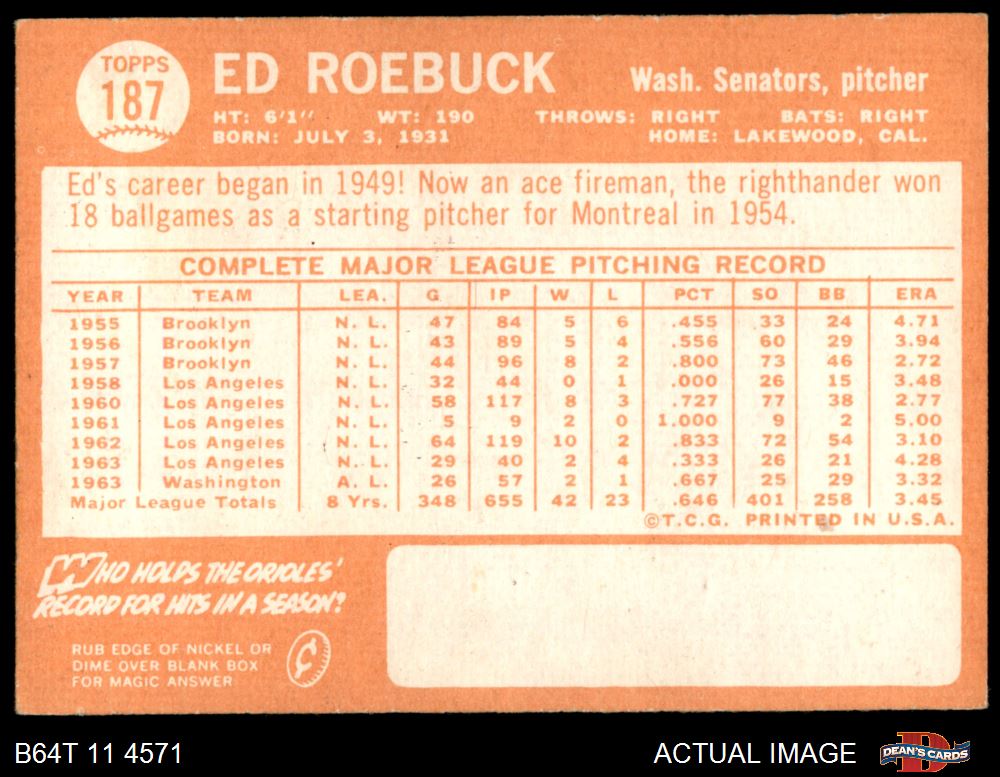 TOPPS
187
ED ROEBUCK
Wash. Senators, pitcher
HT: 6'1" WT: 190 THROWS: RIGHT BATS: RIGHT
BORN: JULY 3, 1931 HOME: LAKEWOOD, CAL.
Ed's career began in 1949! Now an ace fireman, the righthander won
18 ballgames as a starting pitcher for Montreal in 1954.
COMPLETE MAJOR LEAGUE PITCHING RECORD
YEAR TEAM LEA. G IP W L PCT SO BB ERA
1955 Brooklyn N. L. 47 84 5 6 .455 33 24 4.71
1956 Brooklyn N. L. 43 89 5 4 .556 60 29 3.94
1957 Brooklyn N. L. 44 96 8 2 .800 73 46 2.72
1958 Los Angeles N. L. 32 44 0 1 .000 26 15 3.48
1960 Los Angeles N. L. 58 117 8 3 .727 77 38 2.77
1961 Los Angeles N. L. 5 9 2 0 1.000 9 2 5.00
1962 Los Angeles N. L. 64 119 10 2 .833 72 54 3.10
1963 Los Angeles N. L. 29 40 2 4 .333 26 21 4.28
1963 Washington A. L. 26 57 2 1 .667 25 29 3.32
Major League Totals 8 Yrs. 348 655 42 23 .646 401 258 3.45
©T.C.G. PRINTED IN U.S.A.
WHO HOLDS THE ORIOLES'
RECORD FOR HITS IN A SEASON?
RUB EDGE OF NICKEL OR
DIME OVER BLANK BOX
FOR MAGIC ANSWER
¢
B64T 11 4571
ACTUAL IMAGE
DEAN'S CARDS